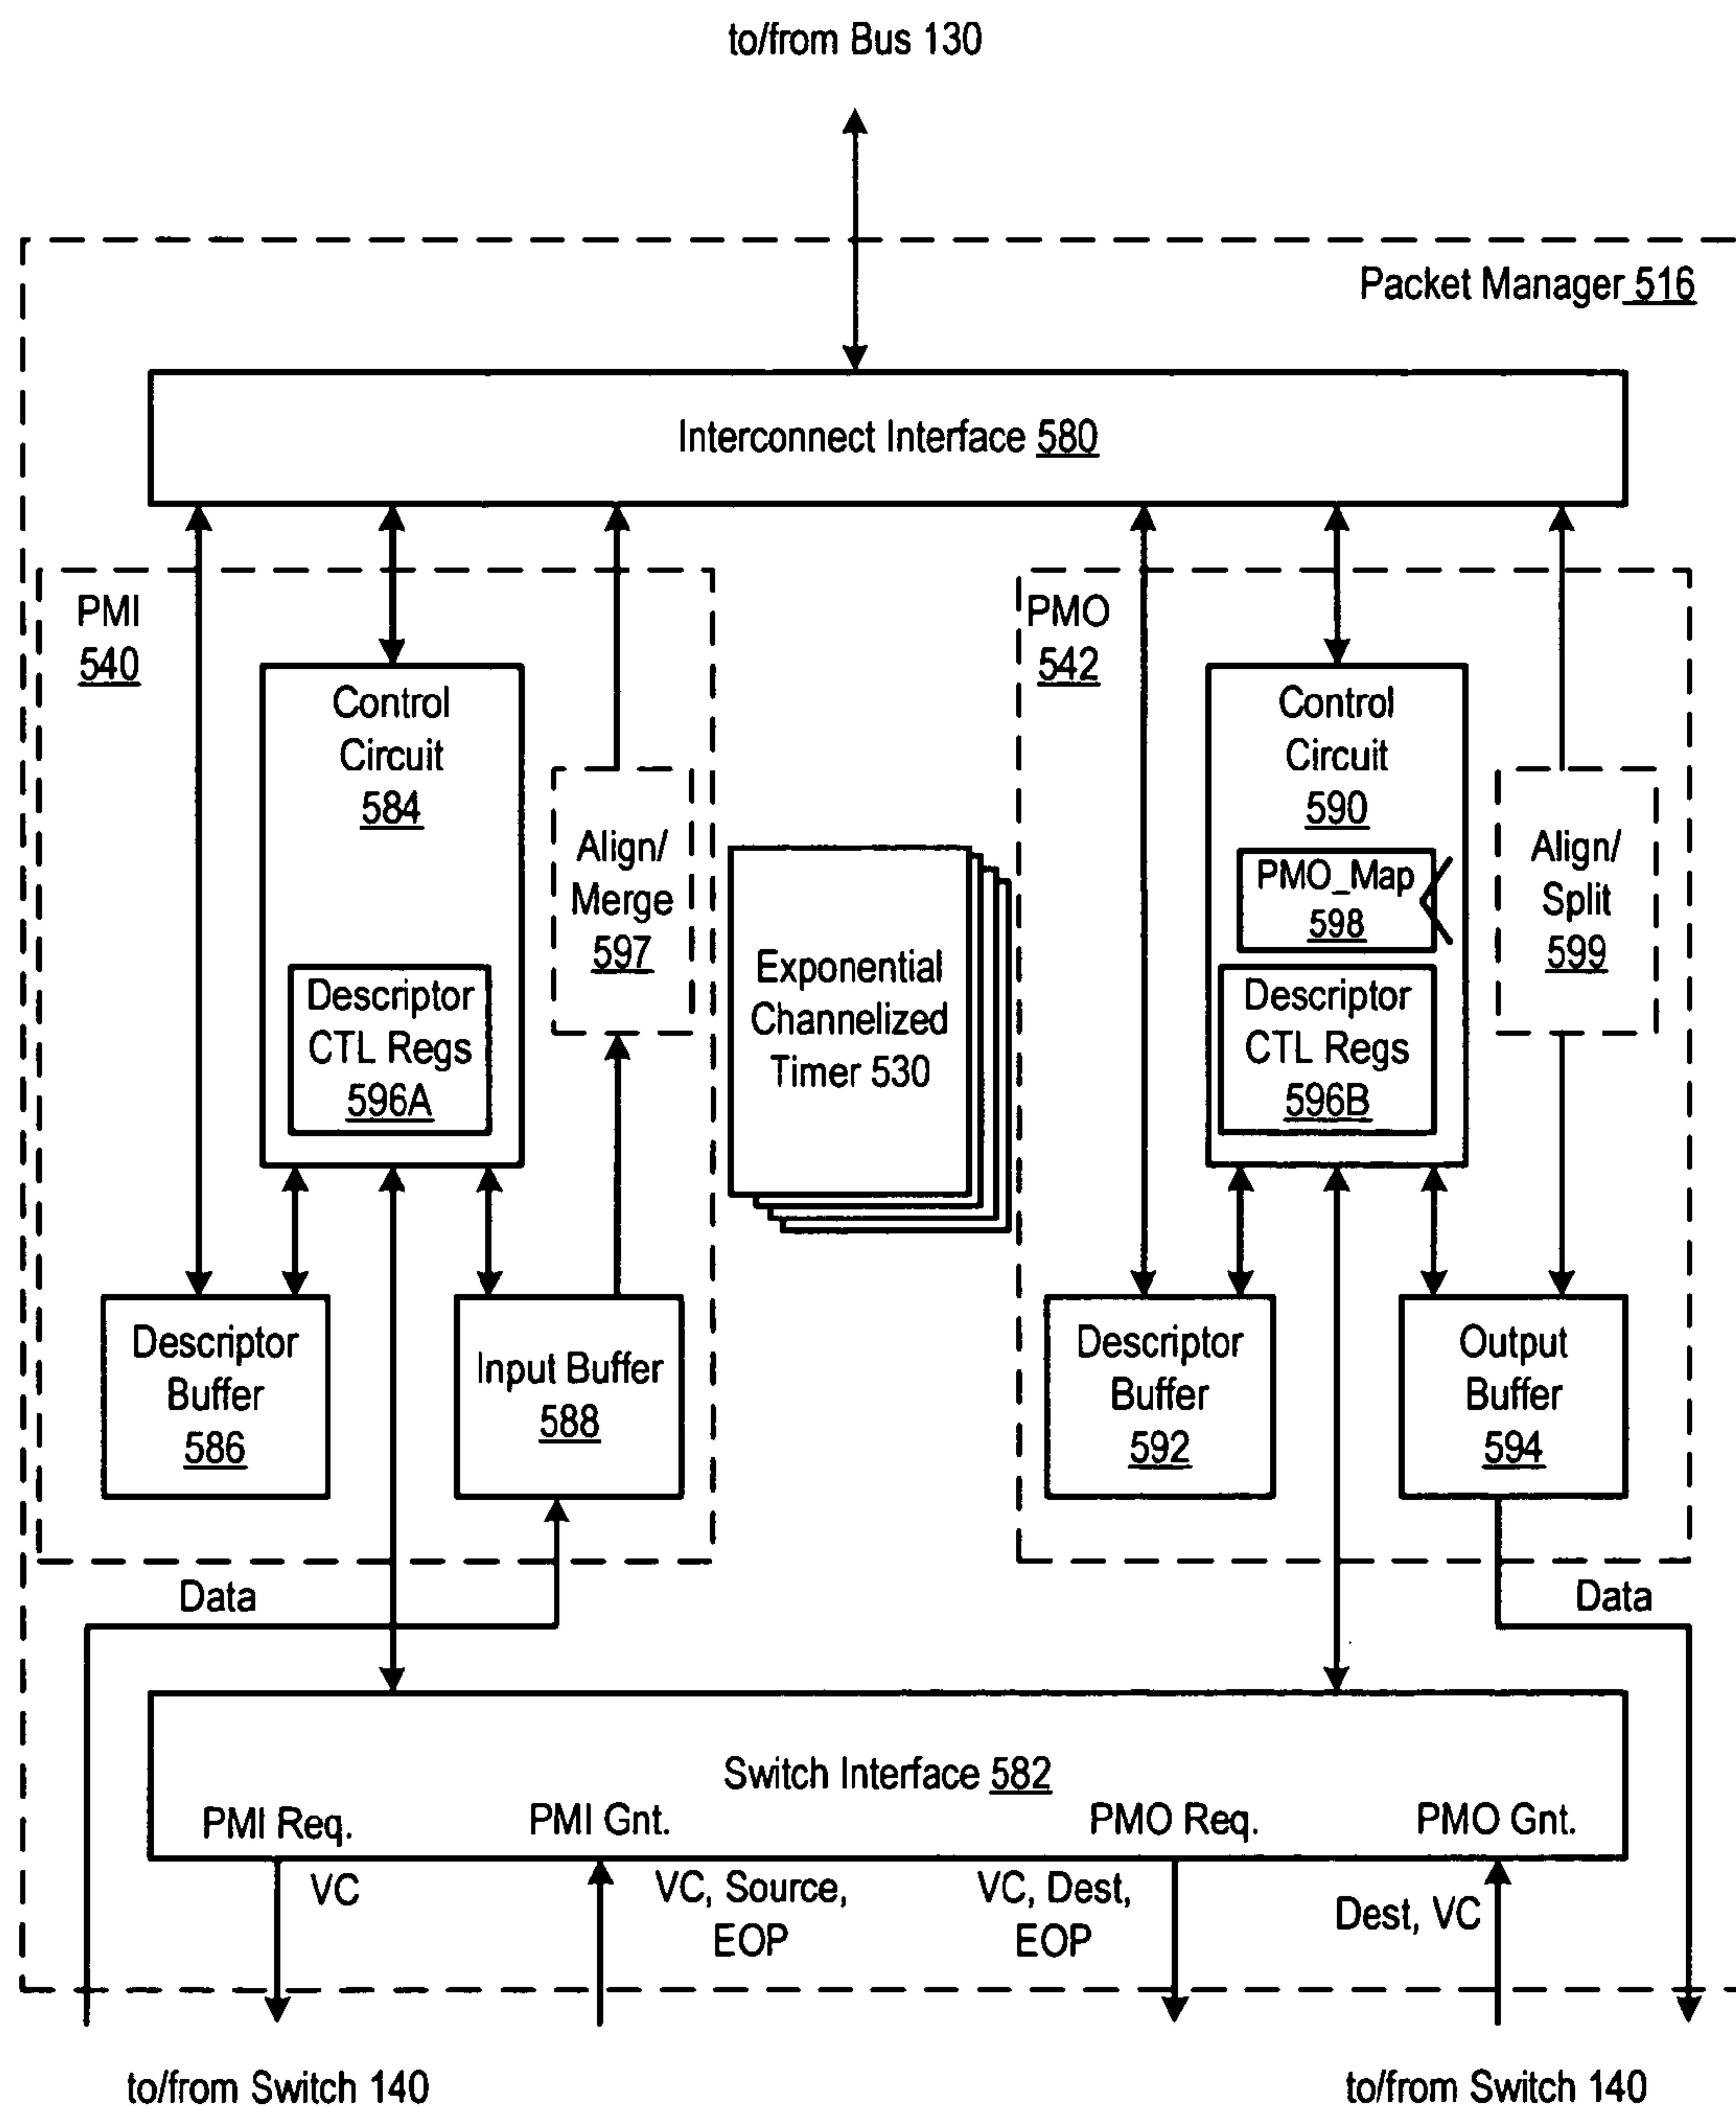 to/from Bus 130
Packet Manager 516
Interconnect Interface 580
PMI
540
Control
Circuit
584
Descriptor
CTL Regs
596A
Align/
Merge
597
Descriptor
Buffer
586
Input Buffer
588
Exponential
Channelized
Timer 530
PMO
542
Control
Circuit
590
PMO_Map
598
Descriptor
CTL Regs
596B
Align/
Split
599
Descriptor
Buffer
592
Output
Buffer
594
Data
Data
Switch Interface 582
PMI Req.
PMI Gnt.
PMO Req.
PMO Gnt.
VC
VC, Source,
EOP
VC, Dest,
EOP
Dest, VC
to/from Switch 140
to/from Switch 140